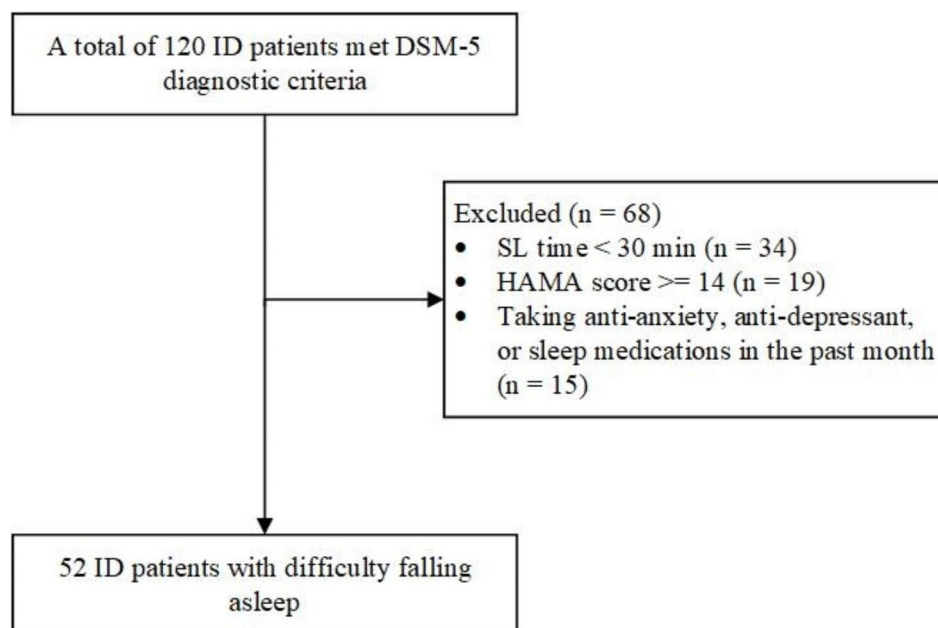 A total of 120 ID patients met DSM-5
diagnostic criteria
Excluded (n = 68)
• SL time < 30 min (n = 34)
• HAMA score >= 14 (n = 19)
• Taking anti-anxiety, anti-depressant,
or sleep medications in the past month
(n = 15)
52 ID patients with difficulty falling
asleep